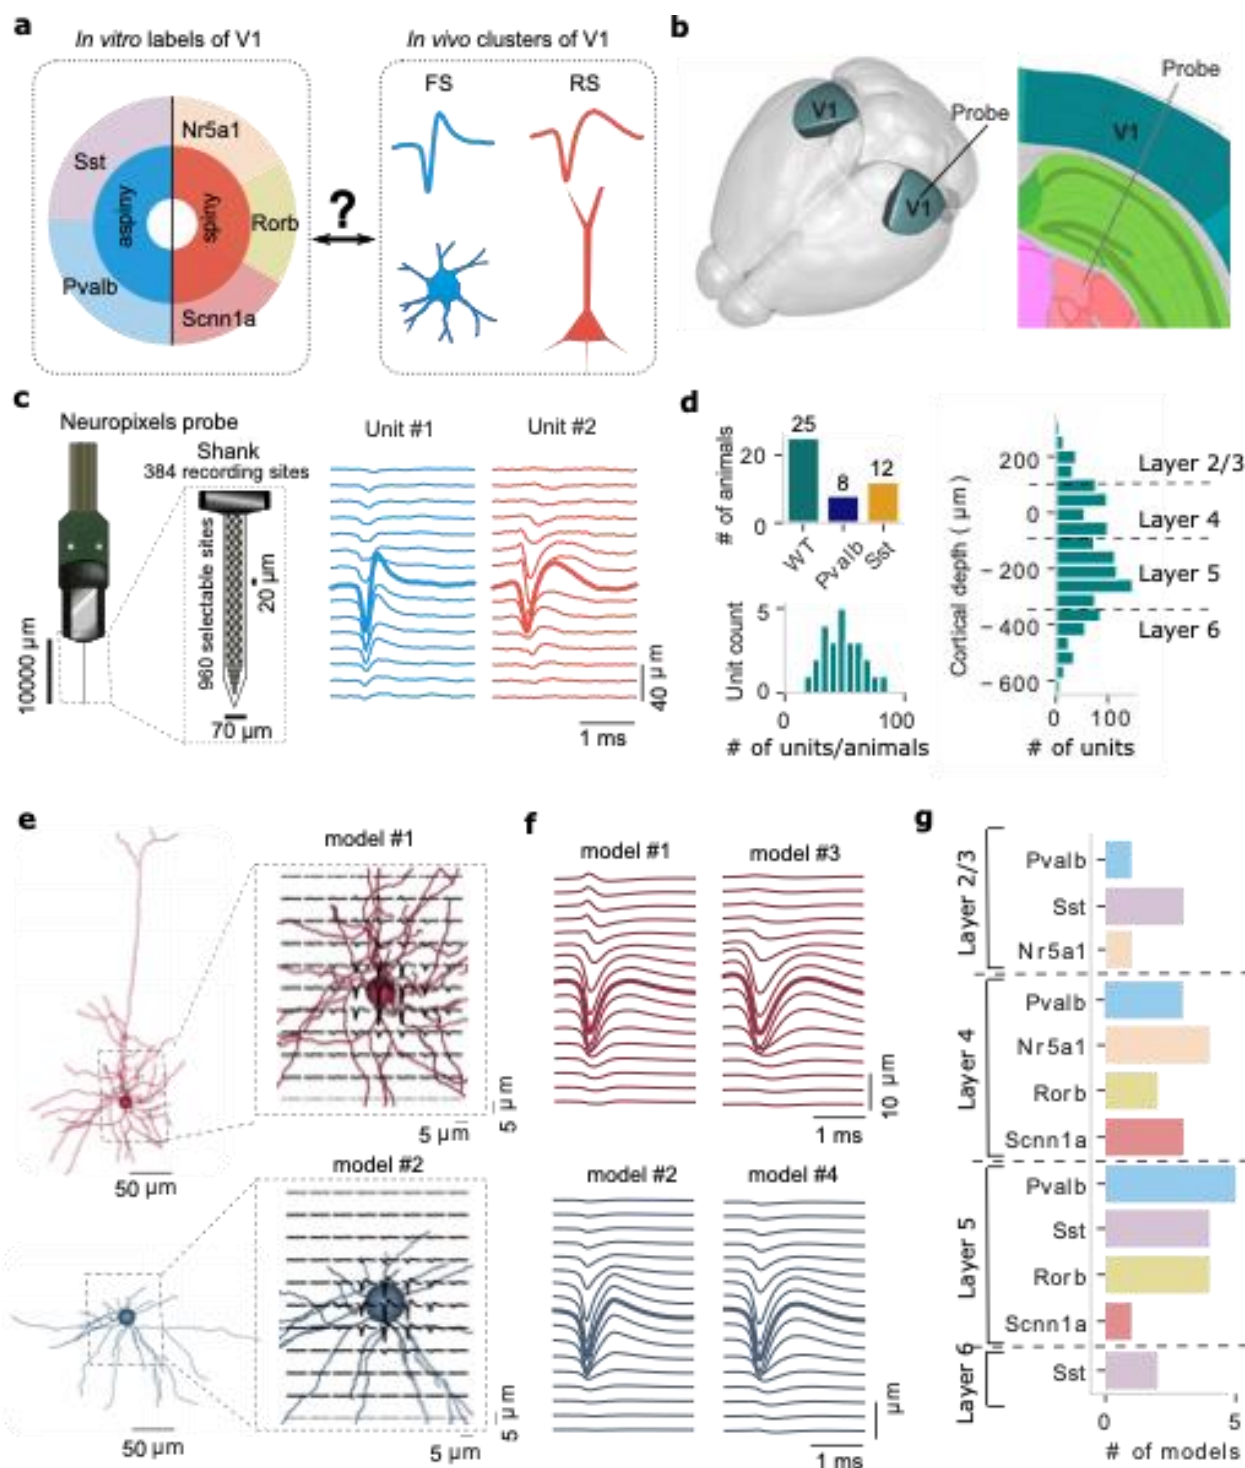 a
In vitro labels of V1
In vivo clusters of V1
FS
RS
Nr5a1
Sst
aspiny
spiny
Rorb
Pvalb
Scnn1a
?
b
V1
Probe
V1
Probe
V1
c
Neuropixels probe
Shank
384 recording sites
960 selectable sites
20 µm
10000 µm
70 µm
Unit #1
Unit #2
40 µm
1 ms
d
# of animals
25
20
12
8
0
WT
Pvalb
Sst
Unit count
5
0
0
100
# of units/animals
Cortical depth ( µm)
200
0
− 200
− 400
− 600
Layer 2/3
Layer 4
Layer 5
Layer 6
0
100
# of units
e
model #1
5 µm
5 µm
50 µm
model #2
5 µm
5 µm
50 µm
f
model #1
model #3
10 µm
1 ms
model #2
model #4
µm
1 ms
g
Layer 2/3
Pvalb
Sst
Nr5a1
Layer 4
Pvalb
Nr5a1
Rorb
Scnn1a
Layer 5
Pvalb
Sst
Rorb
Scnn1a
Layer 6
Sst
0
5
# of models